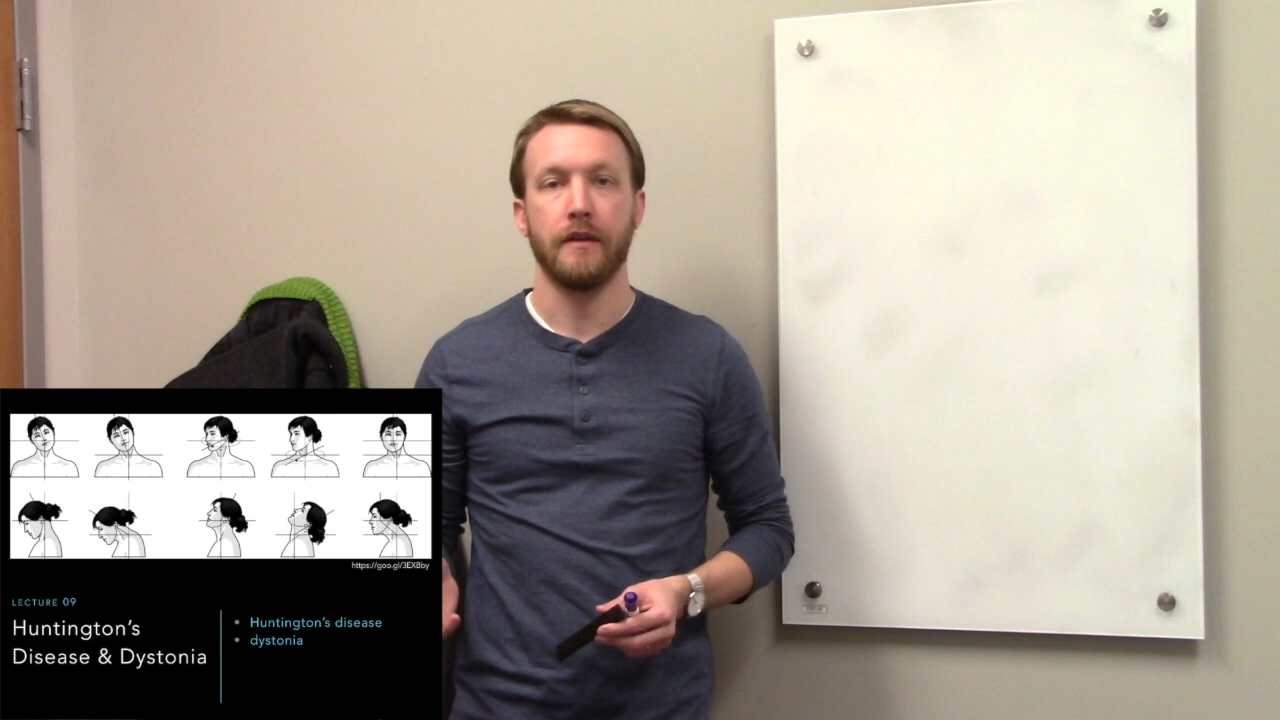 https://goo.gl/3EXBby
LECTURE 09
Huntington's
Disease & Dystonia
• Huntington's disease
• dystonia